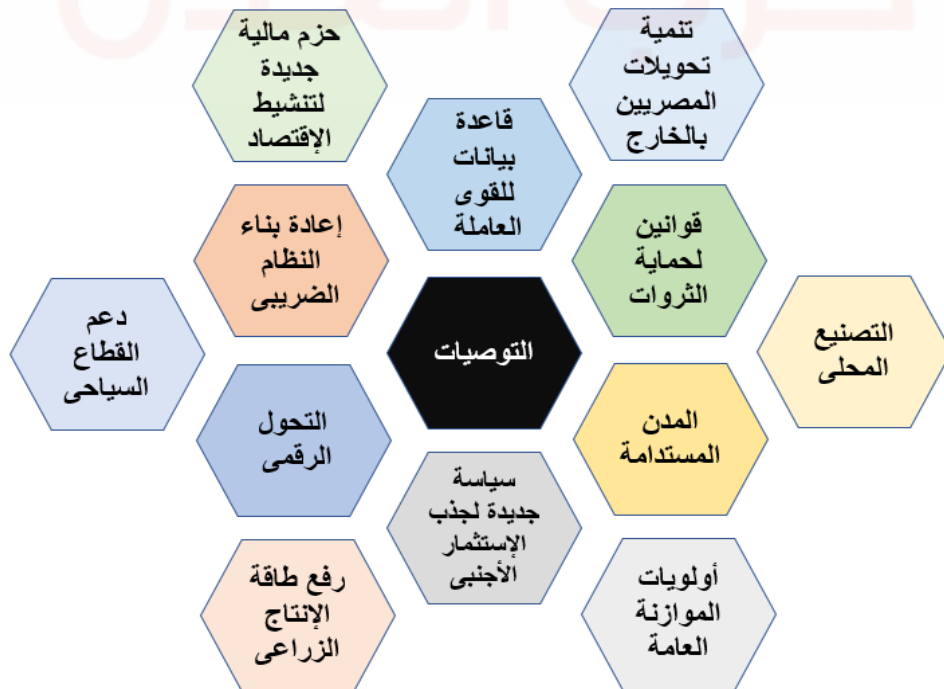 تنمية
تحويلات
المصريين
بالخارج
حزم مالية
جديدة
لتنشيط
الإقتصاد
قاعدة
بيانات
للقوى
العاملة
قوانين
لحماية
الثروات
إعادة بناء
النظام
الضريبى
التصنيع
المحلى
التوصيات
دعم
القطاع
السياحى
المدن
المستدامة
التحول
الرقمى
سياسة
جديدة لجذب
الإستثمار
الأجنبى
أولويات
الموازنة
العامة
رفع طاقة
الإنتاج
الزراعى